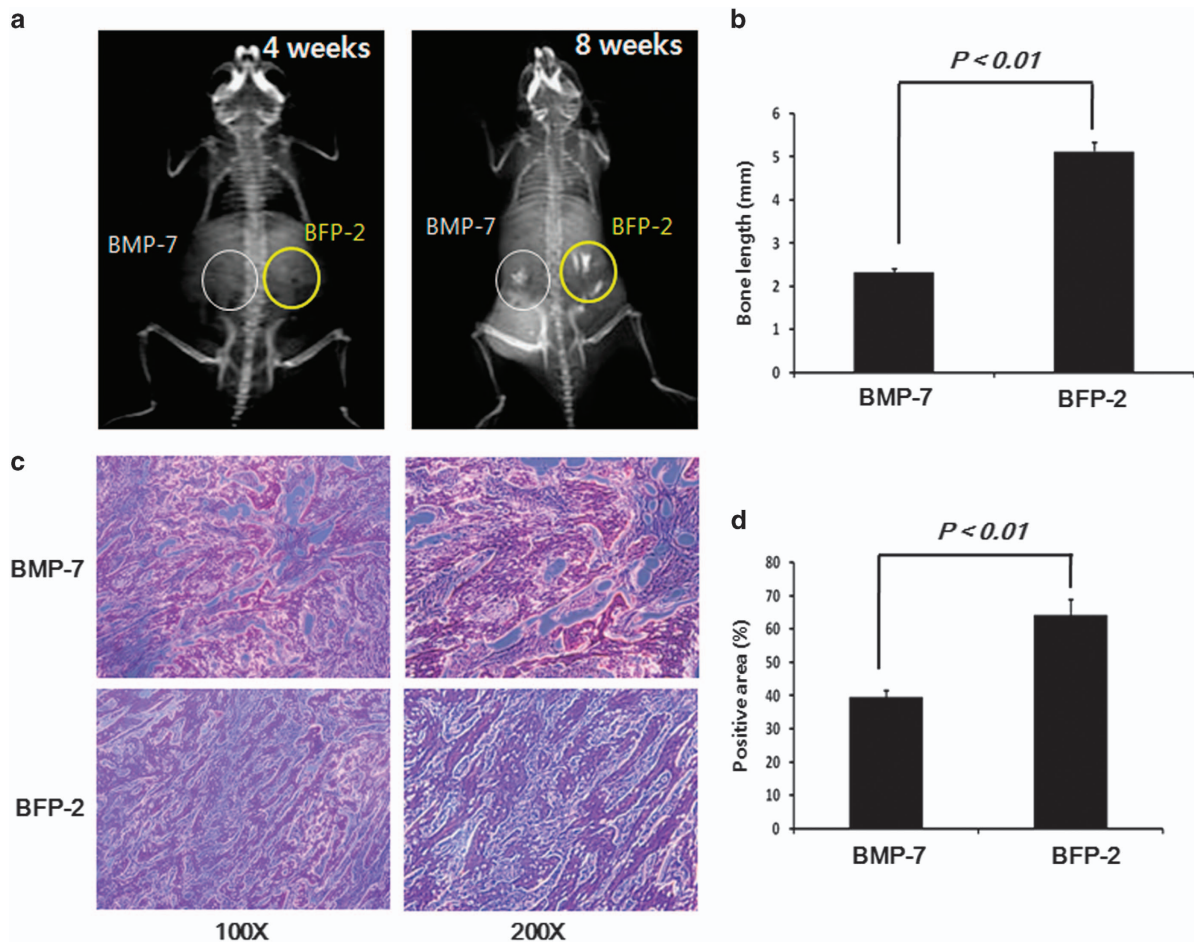 a
4 weeks
BMP-7
BFP-2
8 weeks
BMP-7
BFP-2
b
P < 0.01
Bone length (mm)
6
5
4
3
2
1
0
BMP-7
BFP-2
c
BMP-7
BFP-2
100X
200X
d
P < 0.01
Positive area (%)
80
70
60
50
40
30
20
10
0
BMP-7
BFP-2